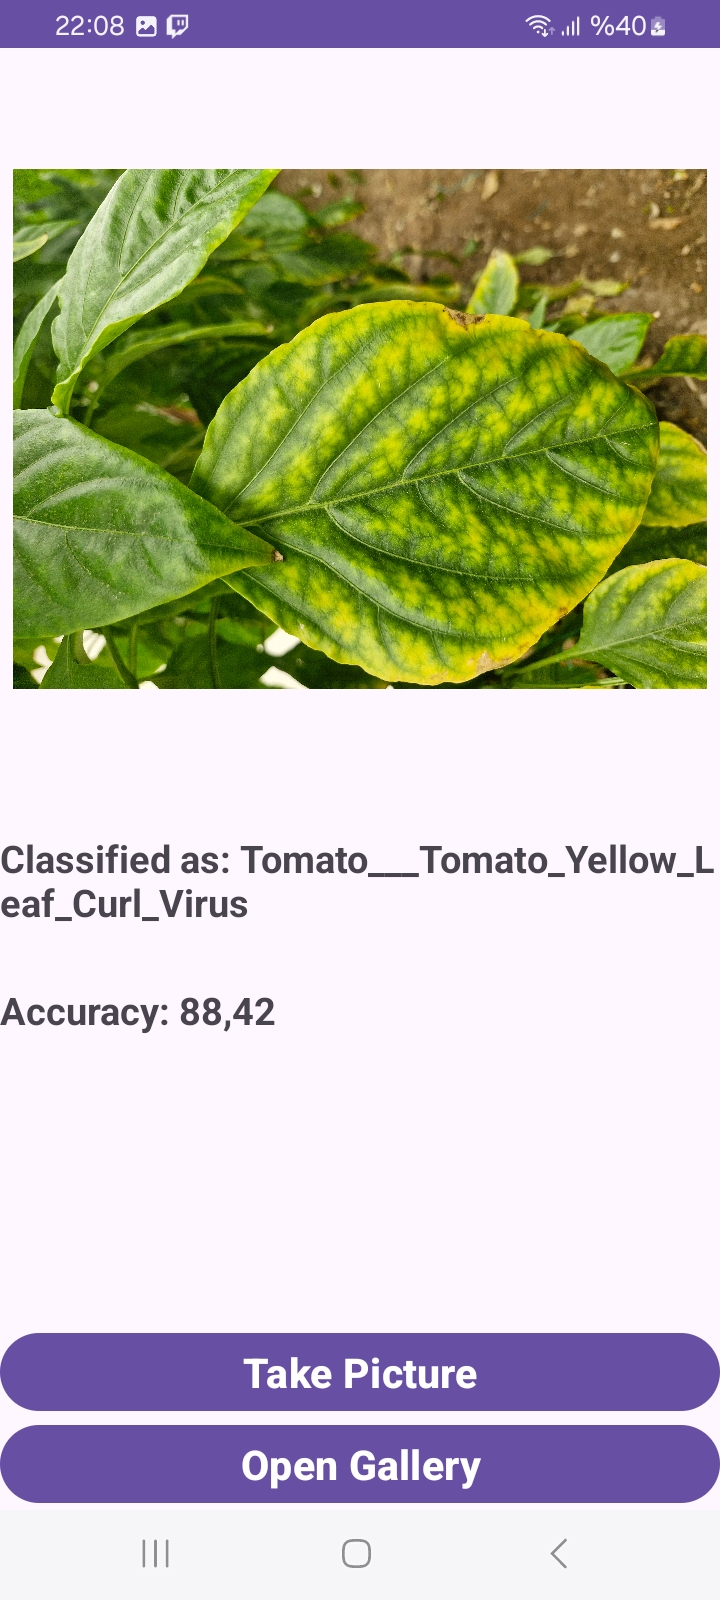 22:08 %40
Classified as: Tomato___Tomato_Yellow_L
eaf_Curl_Virus
Accuracy: 88,42
Take Picture
Open Gallery